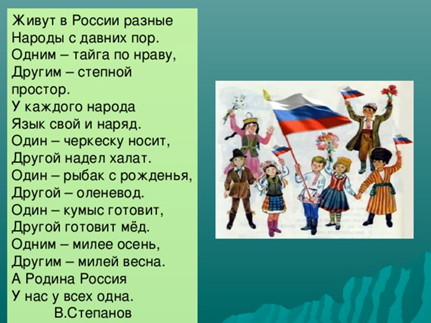 Живут в России разные
Народы с давних пор.
Одним – тайга по нраву,
Другим – степной
простор.
У каждого народа
Язык свой и наряд.
Один – черкеску носит,
Другой надел халат.
Один – рыбак с рожденья,
Другой – оленевод.
Один – кумыс готовит,
Другой готовит мёд.
Одним – милее осень,
Другим – милей весна.
А Родина Россия
У нас у всех одна.
В.Степанов